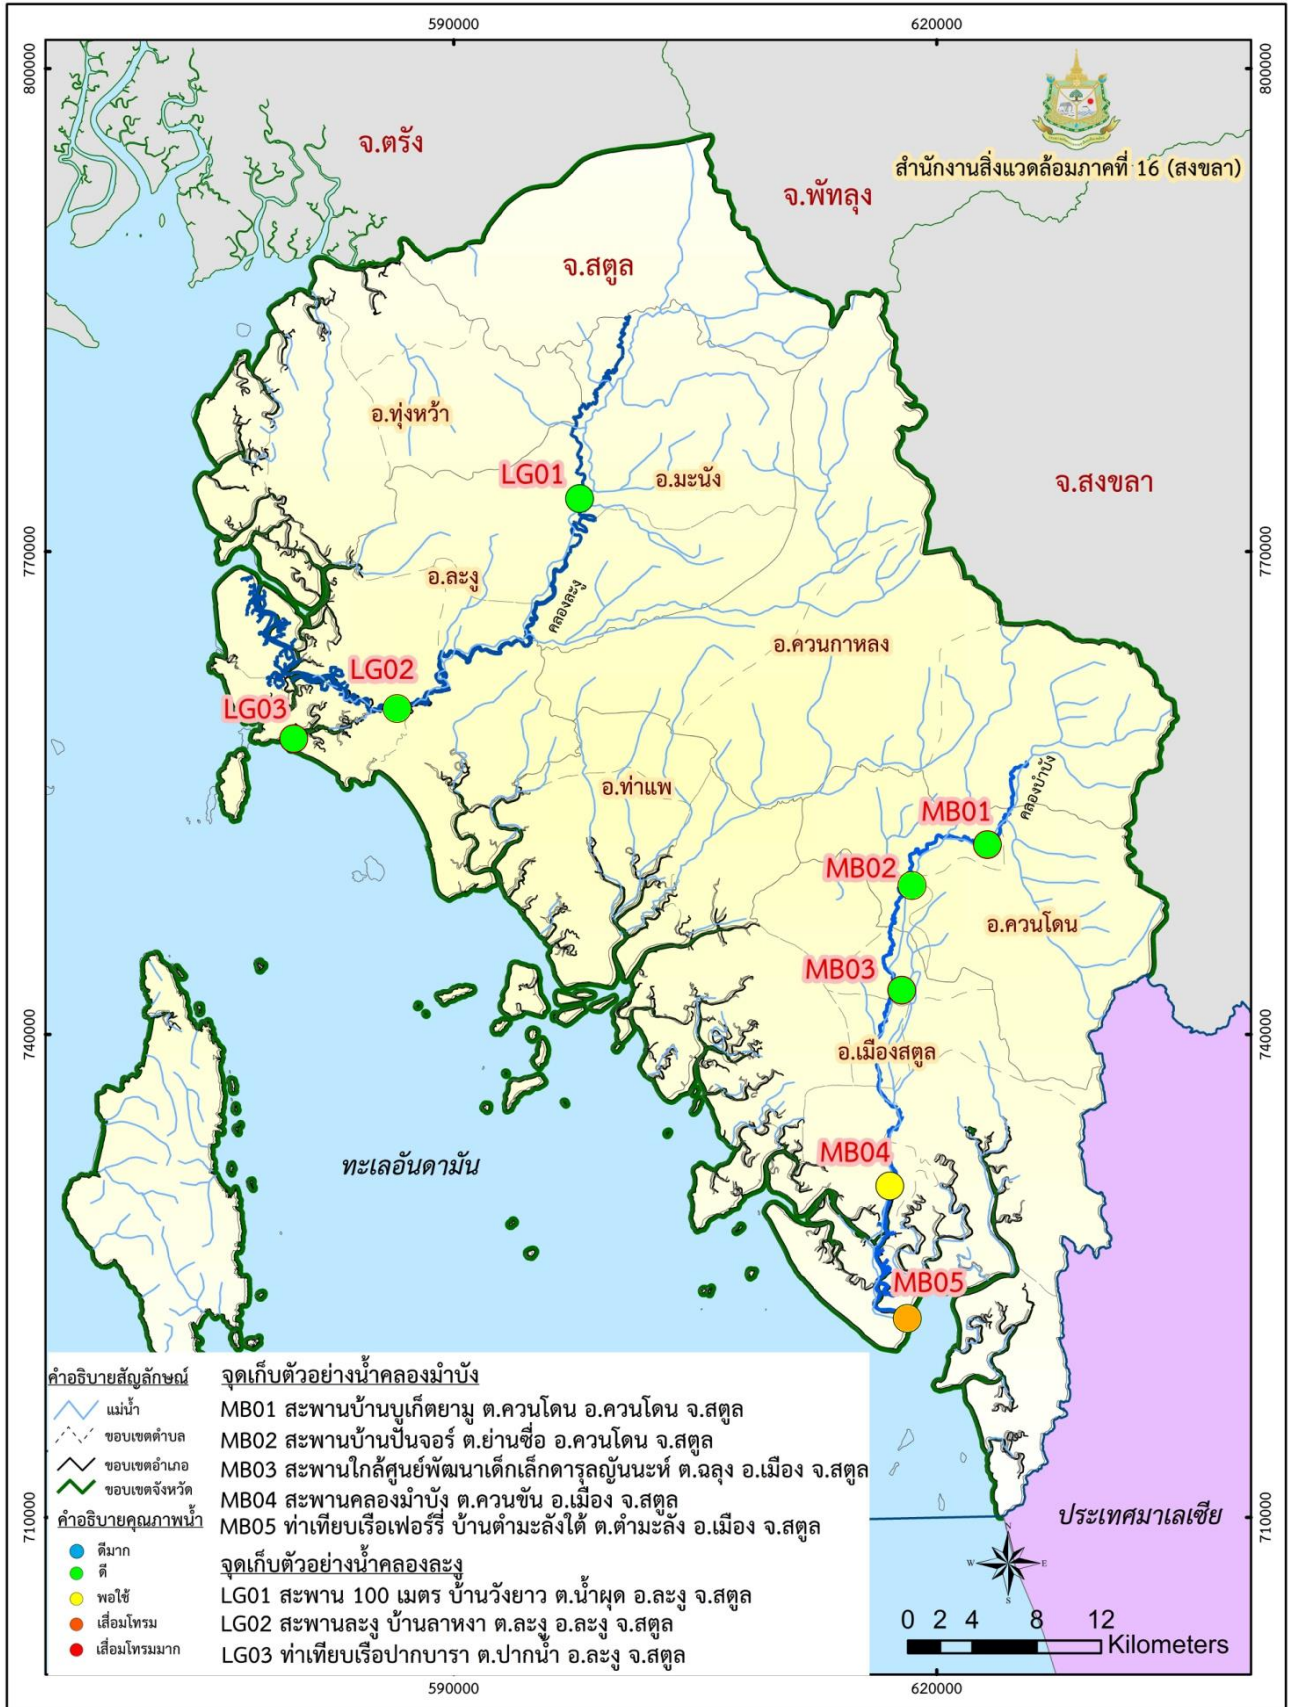 590000
620000
800000
800000
จ.ตรัง
สำนักงานสิ่งแวดล้อมภาคที่ 16 (สงขลา)
จ.พัทลุง
จ.สตูล
อ.ทุ่งหว้า
LG01
อ.มะนัง
จ.สงขลา
770000
770000
อ.ละงู
คลองละงู
อ.ควนกาหลง
LG02
LG03
อ.ท่าแพ
คลองบำบัง
MB01
MB02
อ.ควนโดน
MB03
740000
740000
อ.เมืองสตูล
MB04
ทะเลอันดามัน
MB05
คำอธิบายสัญลักษณ์
แม่น้ำ
ขอบเขตตำบล
ขอบเขตอำเภอ
ขอบเขตจังหวัด
คำอธิบายคุณภาพน้ำ
ดีมาก
ดี
พอใช้
เสื่อมโทรม
เสื่อมโทรมมาก
จุดเก็บตัวอย่างน้ำคลองมำบัง
MB01 สะพานบ้านบูเก็ตยามู ต.ควนโดน อ.ควนโดน จ.สตูล
MB02 สะพานบ้านปันจอร์ ต.ย่านซื่อ อ.ควนโดน จ.สตูล
MB03 สะพานใกล้ศูนย์พัฒนาเด็กเล็กดารุลญันนะห์ ต.ฉลุง อ.เมือง จ.สตูล
MB04 สะพานคลองมำบัง ต.ควนขัน อ.เมือง จ.สตูล
MB05 ท่าเทียบเรือเฟอร์รี่ บ้านตำมะลังใต้ ต.ตำมะลัง อ.เมือง จ.สตูล
จุดเก็บตัวอย่างน้ำคลองละงู
LG01 สะพาน 100 เมตร บ้านวังยาว ต.น้ำผุด อ.ละงู จ.สตูล
LG02 สะพานละงู บ้านลาหงา ต.ละงู อ.ละงู จ.สตูล
LG03 ท่าเทียบเรือปากบารา ต.ปากน้ำ อ.ละงู จ.สตูล
710000
710000
ประเทศมาเลเซีย
N
W E
S
0 2 4 8 12
Kilometers
590000
620000